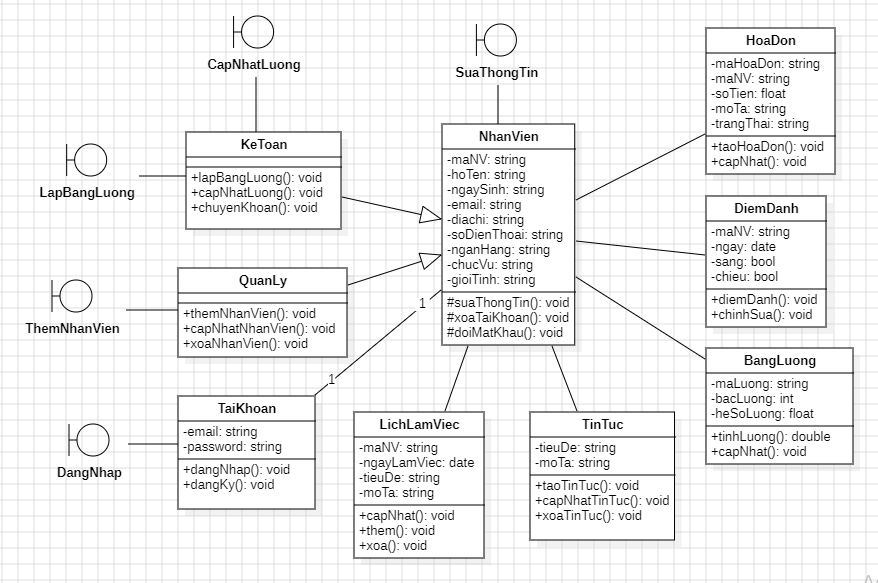 CapNhatLuong
SuaThongTin
LapBangLuong
ThemNhanVien
DangNhap
KeToan
+lapBangLuong(): void
+capNhatLuong(): void
+chuyenKhoan(): void
QuanLy
+themNhanVien(): void
+capNhatNhanVien(): void
+xoaNhanVien(): void
TaiKhoan
-email: string
-password: string
+dangNhap(): void
+dangKy(): void
1
1
NhanVien
-maNV: string
-hoTen: string
-ngaySinh: string
-email: string
-diachi: string
-soDienThoai: string
-nganHang: string
-chucVu: string
-gioiTinh: string
#suaThongTin(): void
#xoaTaiKhoan(): void
#doiMatKhau(): void
LichLamViec
-maNV: string
-ngayLamViec: date
-tieuDe: string
-moTa: string
+capNhat(): void
+them(): void
+xoa(): void
TinTuc
-tieuDe: string
-moTa: string
+taoTinTuc(): void
+capNhatTinTuc(): void
+xoaTinTuc(): void
HoaDon
-maHoaDon: string
-maNV: string
-soTien: float
-moTa: string
-trangThai: string
+taoHoaDon(): void
+capNhat(): void
DiemDanh
-maNV: string
-ngay: date
-sang: bool
-chieu: bool
+diemDanh(): void
+chinhSua(): void
BangLuong
-maLuong: string
-bacLuong: int
-heSoLuong: float
+tinhLuong(): double
+capNhat(): void